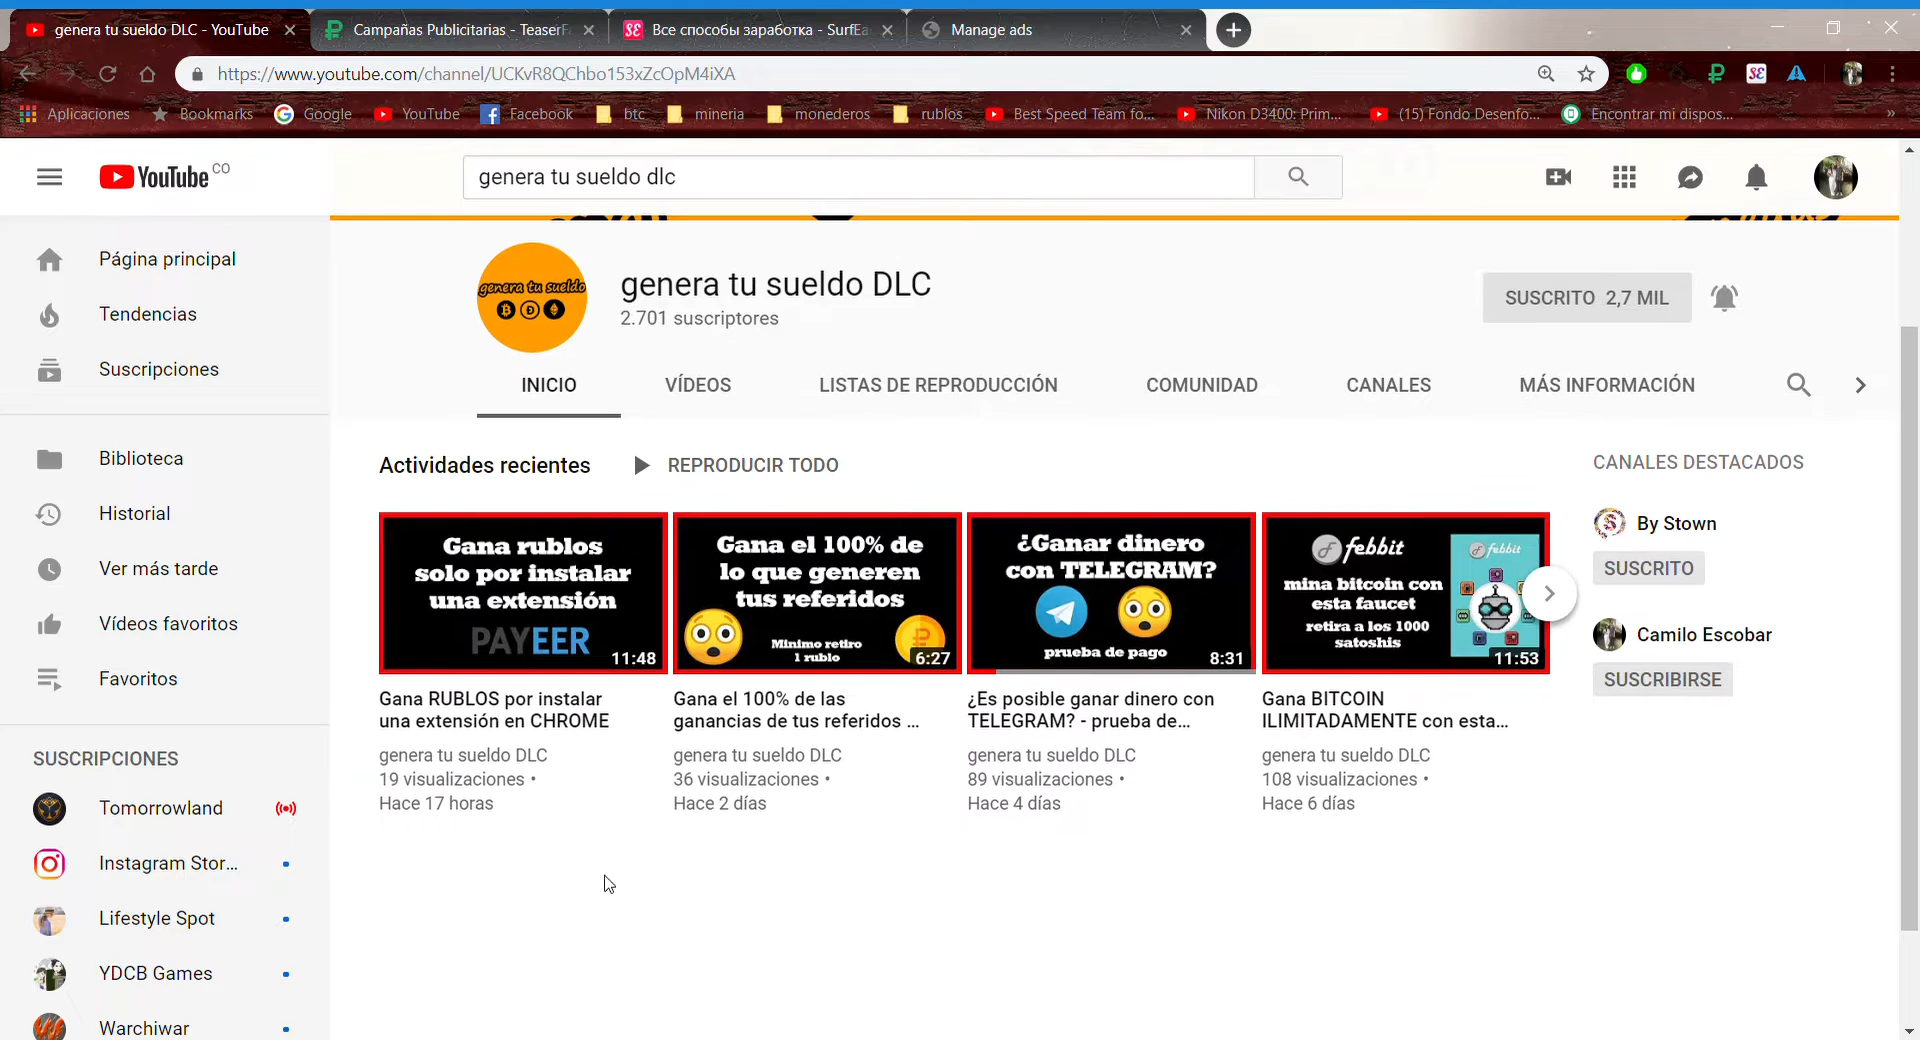 genera tu sueldo DLC - YouTube
Campañas Publicitarias - TeaserF
Все способы заработка - SurfEa
Manage ads
https://www.youtube.com/channel/UCKvR8QChbo153xZcOpM4iXA
Aplicaciones
Bookmarks
Google
YouTube
Facebook
btc
mineria
monederos
rublos
Best Speed Team fo...
Nikon D3400: Prim...
(15) Fondo Desenfo...
Encontrar mi dispos...
YouTube CO
genera tu sueldo dlc
Página principal
Tendencias
Suscripciones
Biblioteca
Historial
Ver más tarde
Vídeos favoritos
Favoritos
SUSCRIPCIONES
Tomorrowland
Instagram Stor...
Lifestyle Spot
YDCB Games
Warchiwar
genera tu sueldo
genera tu sueldo DLC
2.701 suscriptores
SUSCRITO 2,7 MIL
INICIO
VÍDEOS
LISTAS DE REPRODUCCIÓN
COMUNIDAD
CANALES
MÁS INFORMACIÓN
Actividades recientes
REPRODUCIR TODO
Gana rublos
solo por instalar
una extensión
PAYEER
11:48
Gana RUBLOS por instalar
una extensión en CHROME
genera tu sueldo DLC
19 visualizaciones •
Hace 17 horas
Gana el 100% de
lo que generen
tus referidos
Minimo retiro
1 rublo
6:27
Gana el 100% de las
ganancias de tus referidos ...
genera tu sueldo DLC
36 visualizaciones •
Hace 2 días
¿Ganar dinero
con TELEGRAM?
prueba de pago
8:31
¿Es posible ganar dinero con
TELEGRAM? - prueba de...
genera tu sueldo DLC
89 visualizaciones •
Hace 4 días
febbit
mina bitcoin con
esta faucet
retira a los 1000
satoshis
febbit
11:53
Gana BITCOIN
ILIMITADAMENTE con esta...
genera tu sueldo DLC
108 visualizaciones •
Hace 6 días
CANALES DESTACADOS
By Stown
SUSCRITO
Camilo Escobar
SUSCRIBIRSE